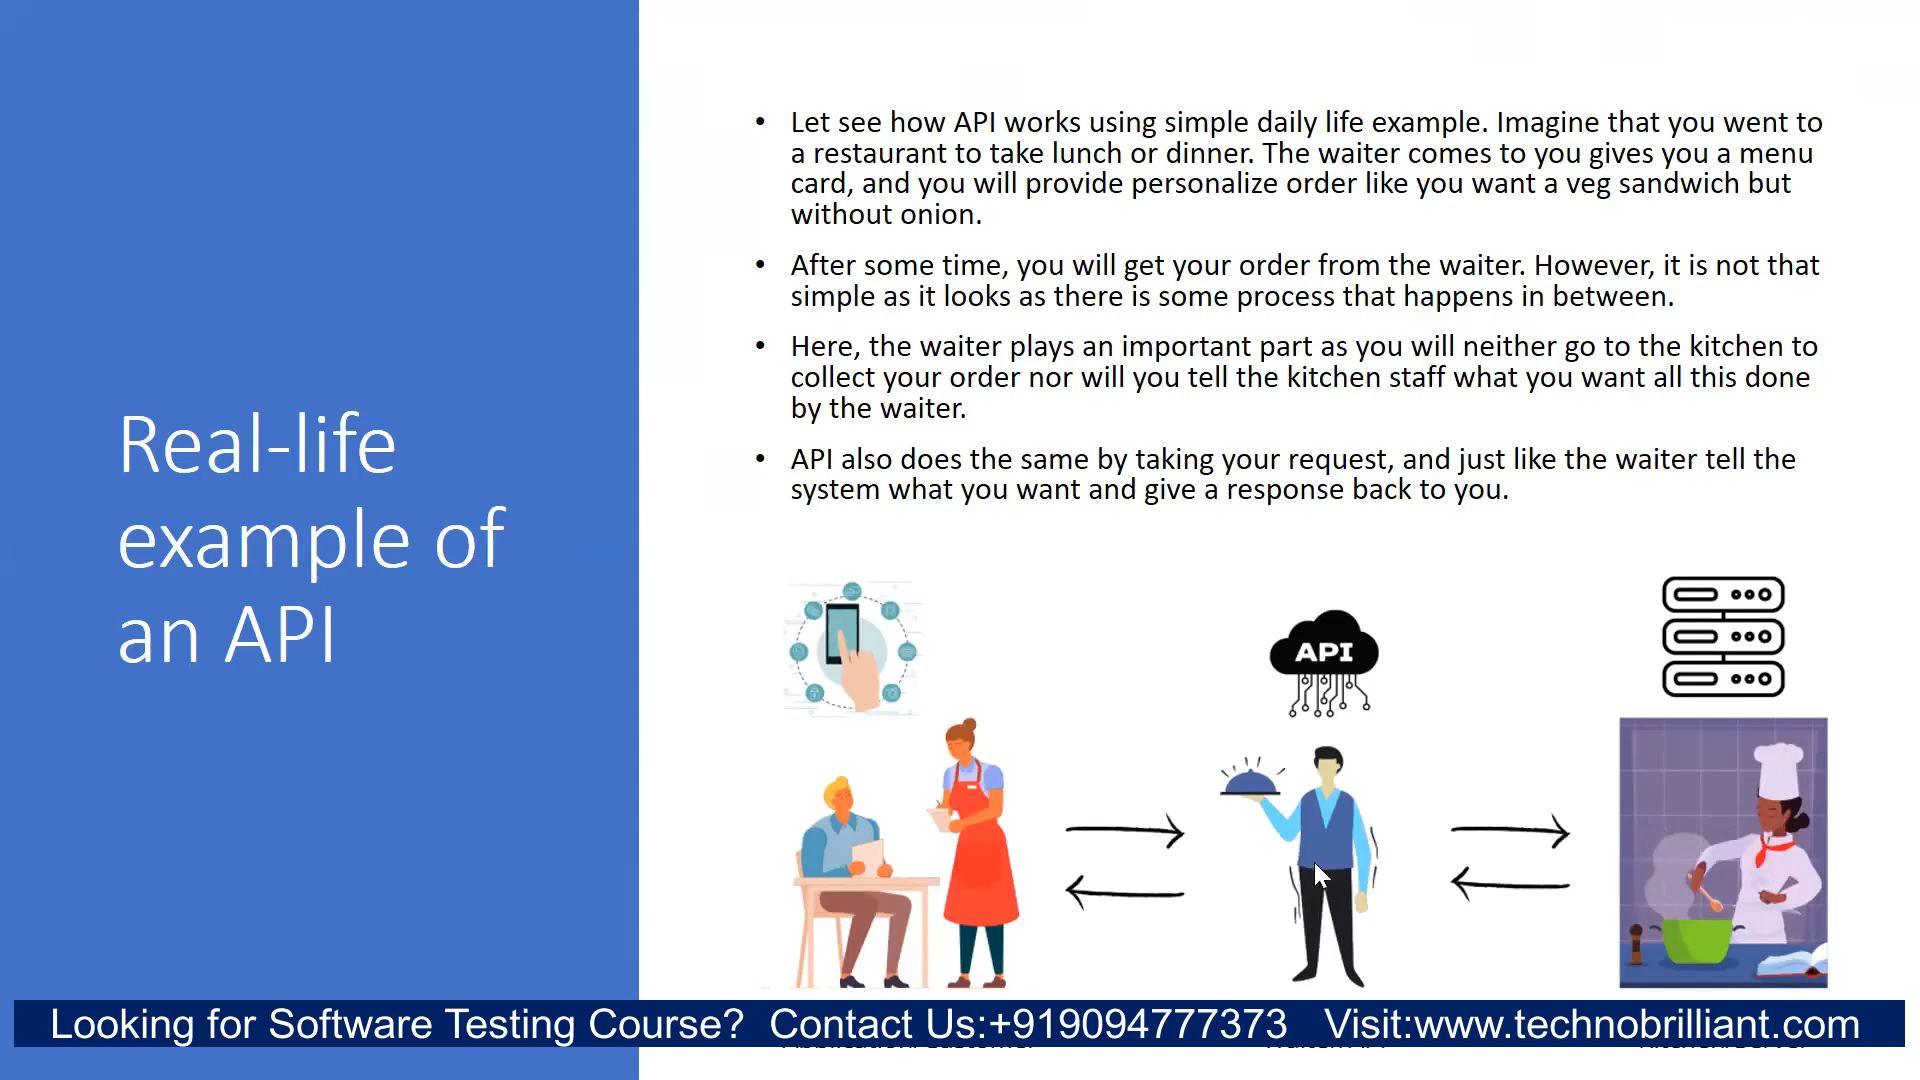 Real-life
example of
an API
• Let see how API works using simple daily life example. Imagine that you went to
a restaurant to take lunch or dinner. The waiter comes to you gives you a menu
card, and you will provide personalize order like you want a veg sandwich but
without onion.
• After some time, you will get your order from the waiter. However, it is not that
simple as it looks as there is some process that happens in between.
• Here, the waiter plays an important part as you will neither go to the kitchen to
collect your order nor will you tell the kitchen staff what you want all this done
by the waiter.
• API also does the same by taking your request, and just like the waiter tell the
system what you want and give a response back to you.
API
Looking for Software Testing Course? Contact Us:+919094777373 Visit:www.technobrilliant.com